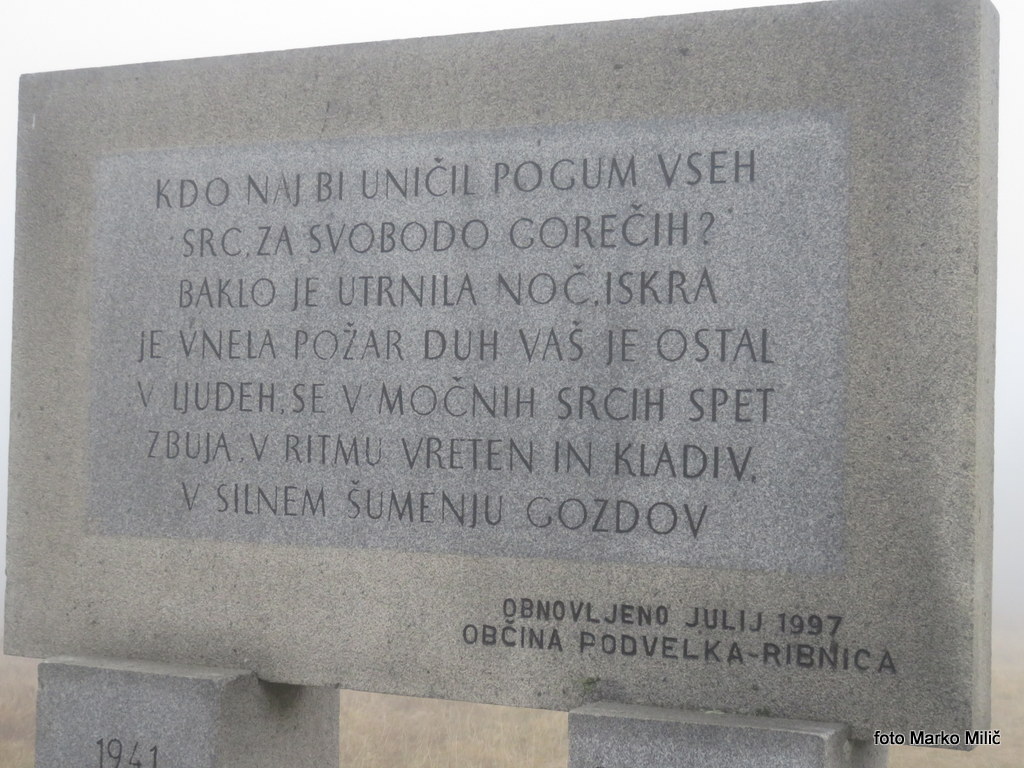 KDO NAJ BI UNIČIL POGUM VSEH
SRC, ZA SVOBODO GOREČIH?
BAKLO JE UTRNILA NOČ, ISKRA
JE VNELA POŽAR DUH VAŠ JE OSTAL
V LJUDEH, SE V MOČNIH SRCIH SPET
ZBUJA, V RITMU VRETEN IN KLADIV,
V SILNEM ŠUMENJU GOZDOV
OBNOVLJENO JULIJ 1997
OBČINA PODVELKA-RIBNICA
1941
foto Marko Milič